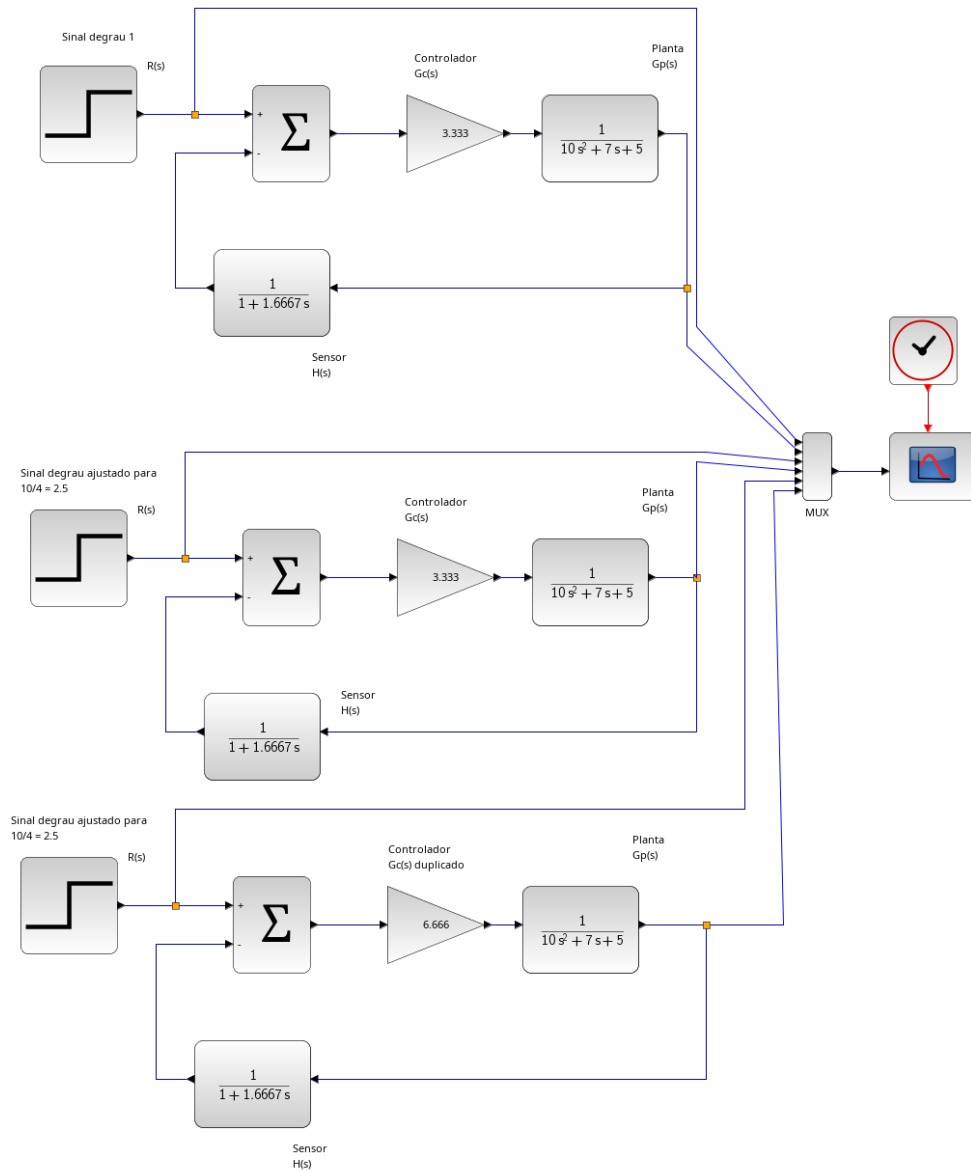 Sinal degrau 1
R(s)
Controlador
Gc(s)
Planta
Gp(s)
+
-
Σ
3.333
1
10 s² + 7 s + 5
1
1 + 1.6667 s
Sensor
H(s)
MUX
Sinal degrau ajustado para
10/4 = 2.5
R(s)
Controlador
Gc(s)
Planta
Gp(s)
+
-
Σ
3.333
1
10 s² + 7 s + 5
Sensor
H(s)
1
1 + 1.6667 s
Sinal degrau ajustado para
10/4 = 2.5
R(s)
Controlador
Gc(s) duplicado
Planta
Gp(s)
+
-
Σ
6.666
1
10 s² + 7 s + 5
1
1 + 1.6667 s
Sensor
H(s)